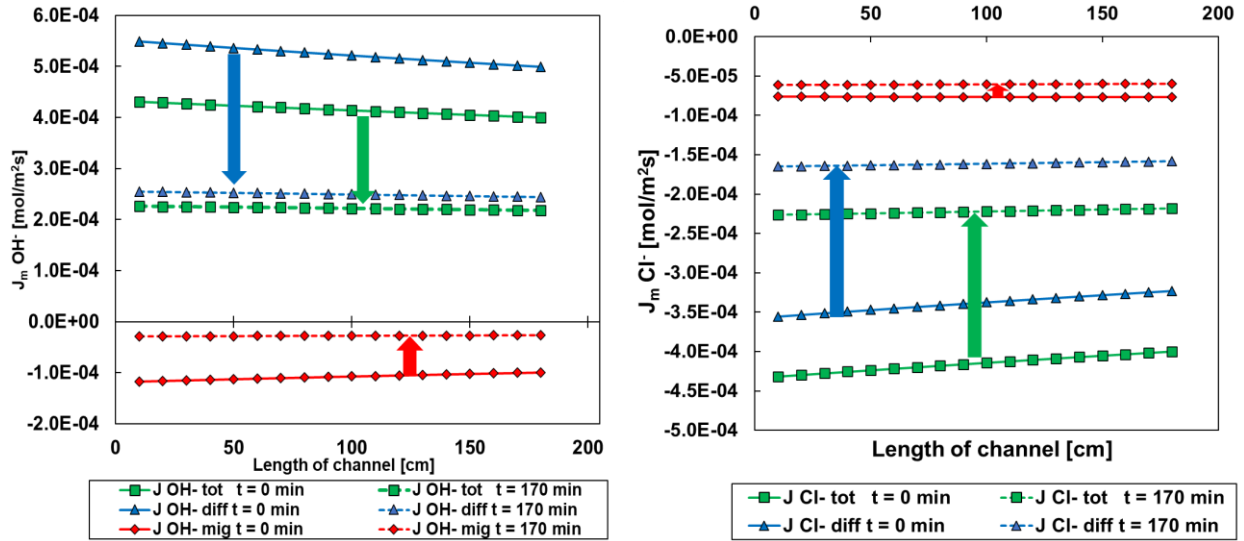 6.0E-04
5.0E-04
4.0E-04
3.0E-04
2.0E-04
1.0E-04
0.0E+00
-1.0E-04
-2.0E-04
Jm OH- [mol/m2s]
0 50 100 150 200
Length of channel [cm]
J OH- tot t = 0 min J OH- tot t = 170 min
J OH- diff t = 0 min J OH- diff t = 170 min
J OH- mig t = 0 min J OH- mig t = 170 min
0 50 100 150 200
0.0E+00
-5.0E-05
-1.0E-04
-1.5E-04
-2.0E-04
-2.5E-04
-3.0E-04
-3.5E-04
-4.0E-04
-4.5E-04
-5.0E-04
Jm Cl- [mol/m2s]
Length of channel [cm]
J Cl- tot t = 0 min J Cl- tot t = 170 min
J Cl- diff t = 0 min J Cl- diff t = 170 min